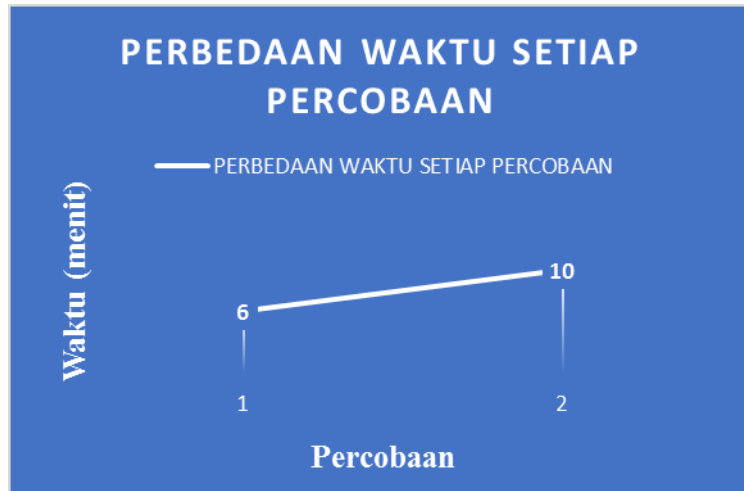 PERBEDAAN WAKTU SETIAP
PERCOBAAN
PERBEDAAN WAKTU SETIAP PERCOBAAN
Waktu (menit)
6
10
1
2
Percobaan